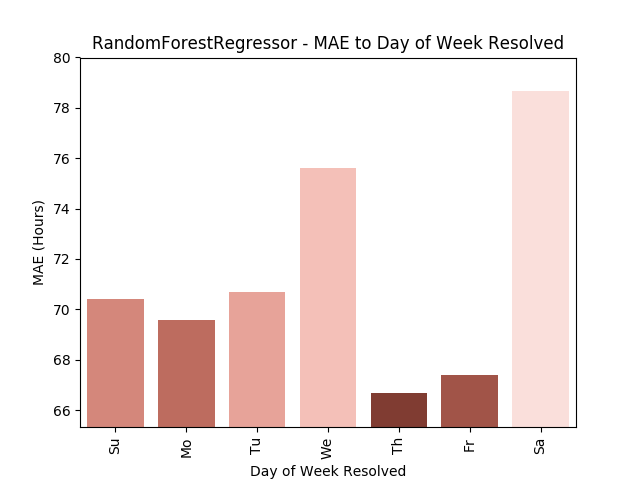 RandomForestRegressor - MAE to Day of Week Resolved
80
78
76
74
72
70
68
66
MAE (Hours)
Su
Mo
Tu
We
Th
Fr
Sa
Day of Week Resolved